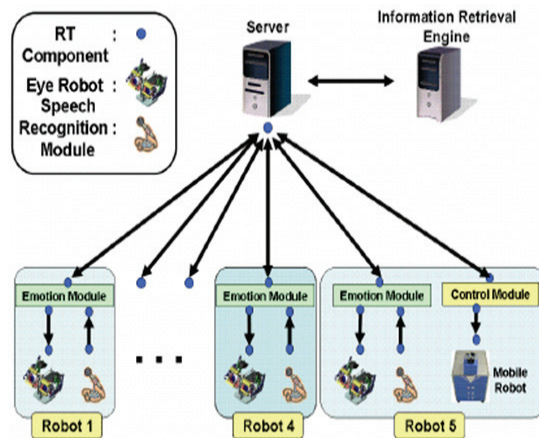 RT :
Component
Eye Robot :
Speech
Recognition :
Module
Server
Information Retrieval
Engine
Emotion Module
Emotion Module
Emotion Module
Control Module
...
Mobile
Robot
Robot 1
Robot 4
Robot 5